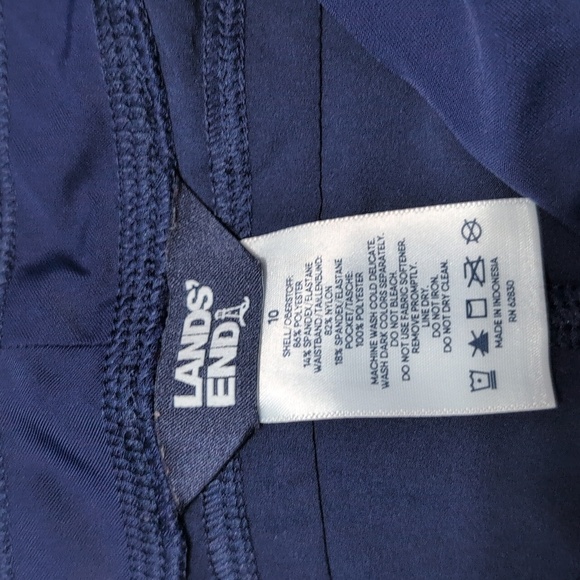 LANDS'
END
10
SHELL/OBERSTOFF:
86% POLYESTER
14% SPANDEX/ELASTANE
WAISTBAND/TAILLENBUND:
82% NYLON
18% SPANDEX/ELASTANE
POCKET/TASCHE:
100% POLYESTER
MACHINE WASH COLD DELICATE.
WASH DARK COLORS SEPARATELY.
DO NOT BLEACH.
DO NOT USE FABRIC SOFTENER.
REMOVE PROMPTLY.
LINE DRY.
DO NOT IRON.
DO NOT DRY CLEAN.
MADE IN INDONESIA
RN 62830